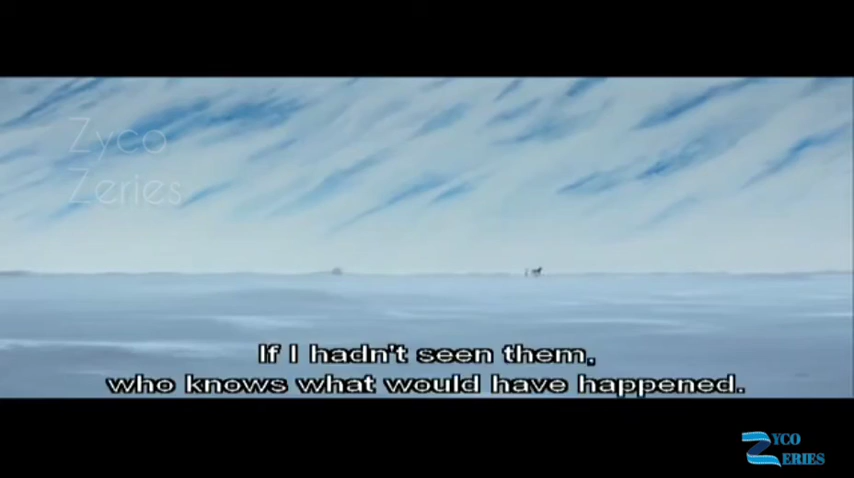 Zyco
Zeries
If I hadn't seen them,
who knows what would have happened.
ZYCO
ZERIES